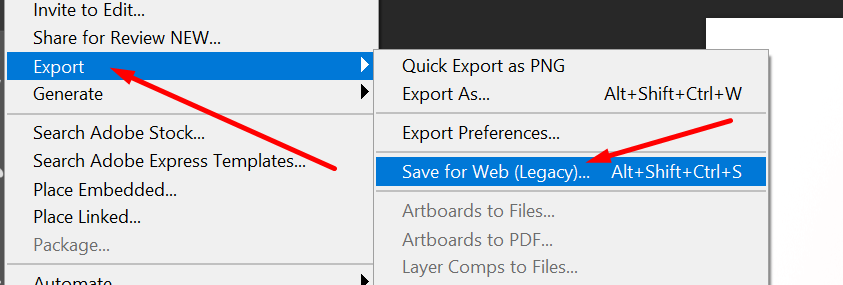 Invite to Edit...
Share for Review NEW...
Export
Generate
Search Adobe Stock...
Search Adobe Express Templates...
Place Embedded...
Place Linked...
Package...
Automate
Quick Export as PNG
Export As... Alt+Shift+Ctrl+W
Export Preferences...
Save for Web (Legacy)... Alt+Shift+Ctrl+S
Artboards to Files...
Artboards to PDF...
Layer Comps to Files...